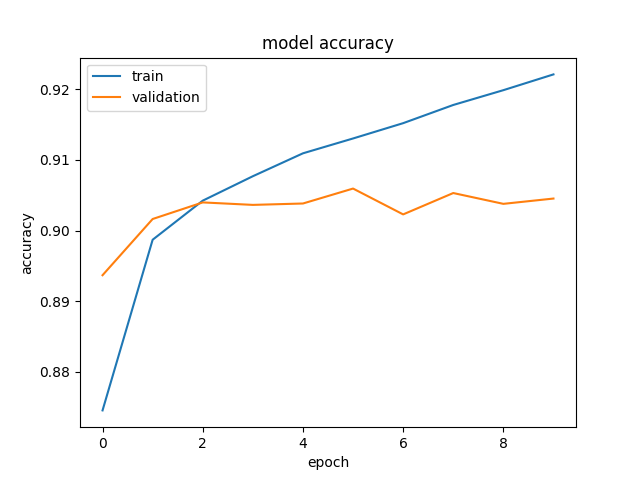 model accuracy
train
validation
0.92
0.91
0.90
0.89
0.88
accuracy
0 2 4 6 8
epoch